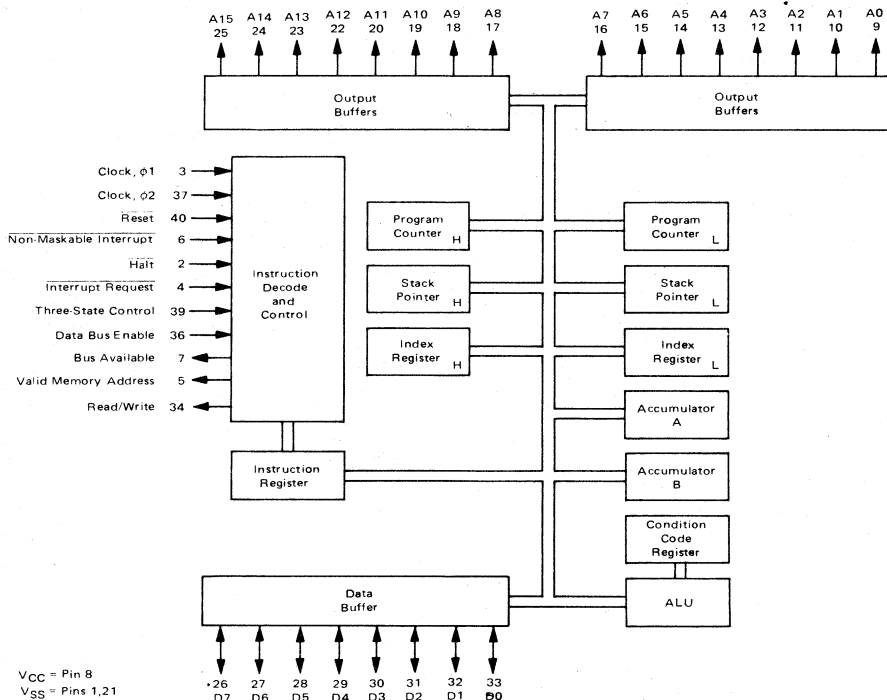 A15 A14 A13 A12 A11 A10 A9 A8 A7 A6 A5 A4 A3 A2 A1 A0
25 24 23 22 20 19 18 17 16 15 14 13 12 11 10 9
Output
Buffers
Output
Buffers
Clock, ϕ1 3
Clock, ϕ2 37
Reset 40
Non-Maskable Interrupt 6
Halt 2
Interrupt Request 4
Three-State Control 39
Data Bus Enable 36
Bus Available 7
Valid Memory Address 5
Read/Write 34
Instruction
Decode
and
Control
Program
Counter H
Program
Counter L
Stack
Pointer H
Stack
Pointer L
Index
Register H
Index
Register L
Accumulator
A
Instruction
Register
Accumulator
B
Condition
Code
Register
Data
Buffer
ALU
26 27 28 29 30 31 32 33
D7 D6 D5 D4 D3 D2 D1 D0
VCC = Pin 8
VSS = Pins 1,21